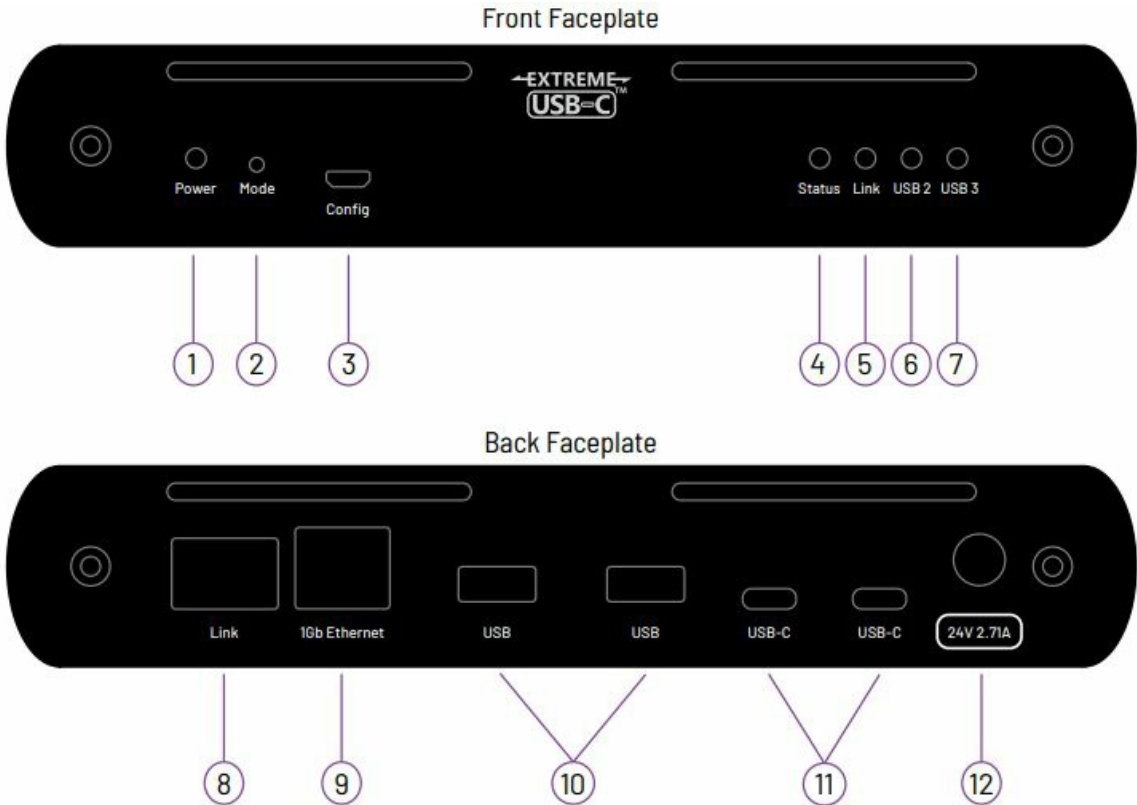 Front Faceplate
EXTREME
USB-C™
Power Mode
Config
Status Link USB 2 USB 3
1 2 3 4 5 6 7
Back Faceplate
Link 1Gb Ethernet USB USB USB-C USB-C 24V 2.71A
8 9 10 11 12